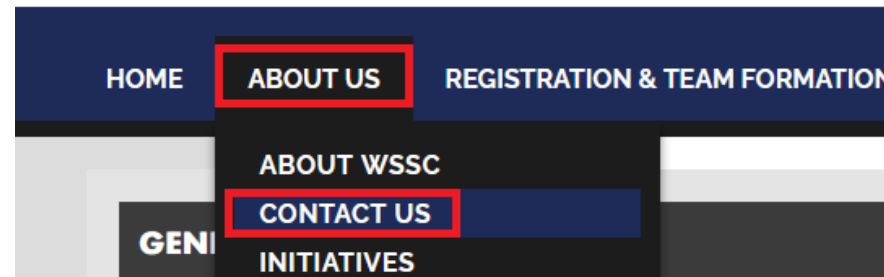 HOME ABOUT US REGISTRATION & TEAM FORMATION
ABOUT WSSC
CONTACT US
INITIATIVES